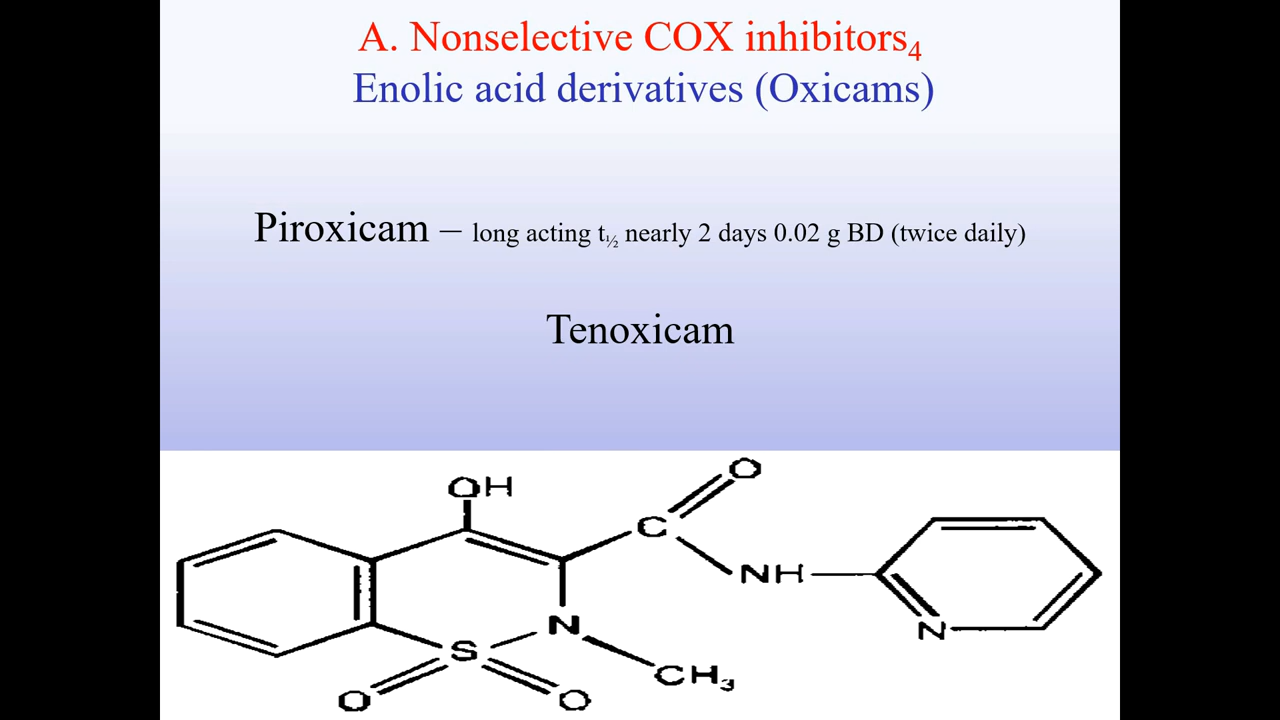 A. Nonselective COX inhibitors₄
Enolic acid derivatives (Oxicams)
Piroxicam – long acting t½ nearly 2 days 0.02 g BD (twice daily)
Tenoxicam
O
OH
C
NH
N
N
S
CH₃
O
O